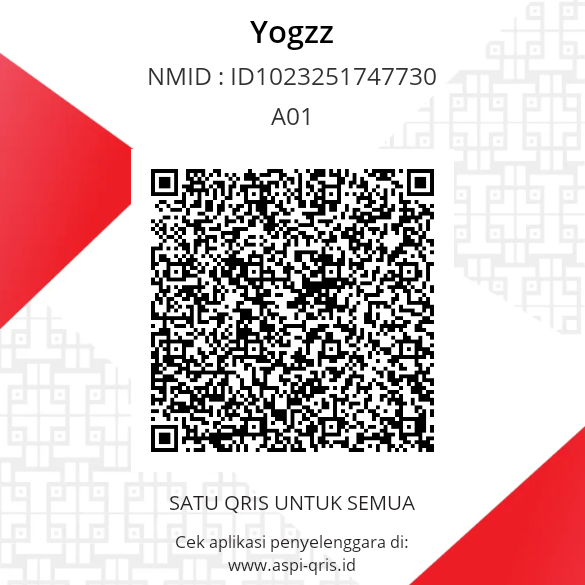 Yogzz
NMID : ID1023251747730
A01
SATU QRIS UNTUK SEMUA
Cek aplikasi penyelenggara di:
www.aspi-qris.id